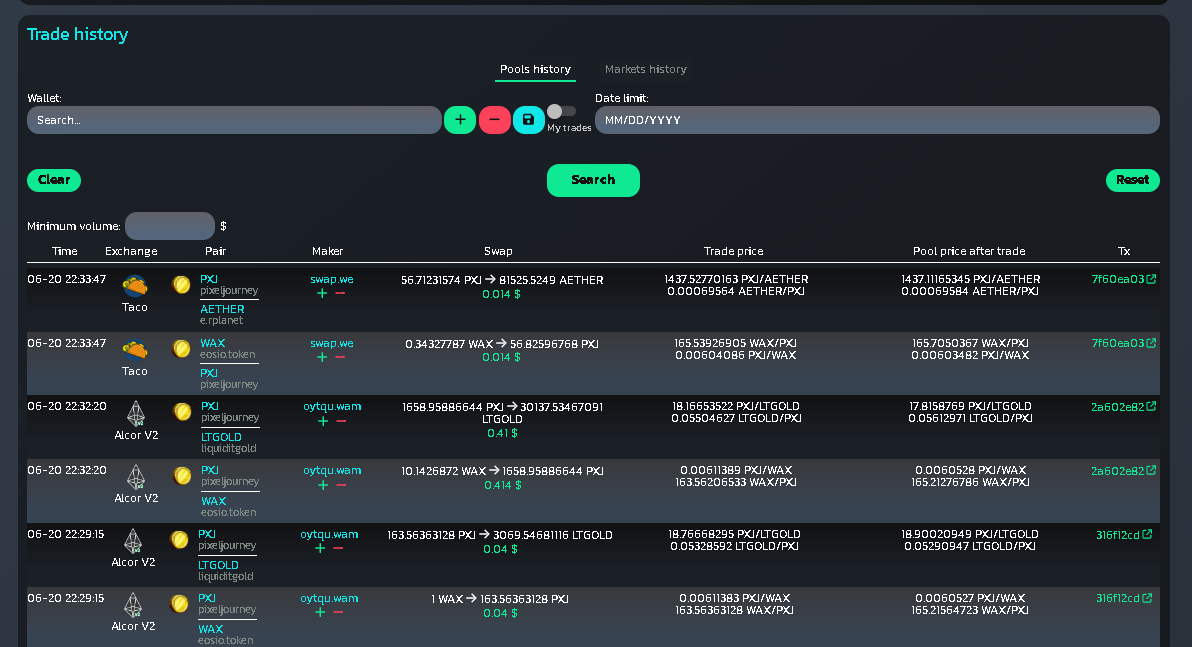 Trade history
Pools history Markets history
Wallet: Date limit:
Search... + − My trades MM/DD/YYYY
Clear Search Reset
Minimum volume: $
Time Exchange Pair Maker Swap Trade price Pool price after trade Tx
06-20 22:33:47 PXJ swap.we 56.71231574 PXJ → 81525.5249 AETHER 1437.52770163 PXJ/AETHER 1437.11165345 PXJ/AETHER 7f60ea03
pixeljourney + − 0.014 $ 0.00069564 AETHER/PXJ 0.00069584 AETHER/PXJ
Taco AETHER
e.rplanet
06-20 22:33:47 WAX swap.we 0.34327787 WAX → 56.82596768 PXJ 165.53926905 WAX/PXJ 165.7050367 WAX/PXJ 7f60ea03
eosio.token + − 0.014 $ 0.00604086 PXJ/WAX 0.00603482 PXJ/WAX
Taco PXJ
pixeljourney
06-20 22:32:20 PXJ oytqu.wam 1658.95886644 PXJ → 30137.53467091 18.16653522 PXJ/LTGOLD 17.8158769 PXJ/LTGOLD 2a602e82
pixeljourney + − LTGOLD 0.05504627 LTGOLD/PXJ 0.05612971 LTGOLD/PXJ
Alcor V2 LTGOLD 0.41 $
liquiditgold
06-20 22:32:20 PXJ oytqu.wam 10.1426872 WAX → 1658.95886644 PXJ 0.00611389 PXJ/WAX 0.0060528 PXJ/WAX 2a602e82
pixeljourney + − 0.414 $ 163.56206533 WAX/PXJ 165.21276786 WAX/PXJ
Alcor V2 WAX
eosio.token
06-20 22:29:15 PXJ oytqu.wam 163.56363128 PXJ → 3069.54681116 LTGOLD 18.76668295 PXJ/LTGOLD 18.90020949 PXJ/LTGOLD 316f12cd
pixeljourney + − 0.04 $ 0.05328592 LTGOLD/PXJ 0.05290947 LTGOLD/PXJ
Alcor V2 LTGOLD
liquiditgold
06-20 22:29:15 PXJ oytqu.wam 1 WAX → 163.56363128 PXJ 0.00611383 PXJ/WAX 0.0060527 PXJ/WAX 316f12cd
pixeljourney + − 0.04 $ 163.56363128 WAX/PXJ 165.21564723 WAX/PXJ
Alcor V2 WAX
eosio.token